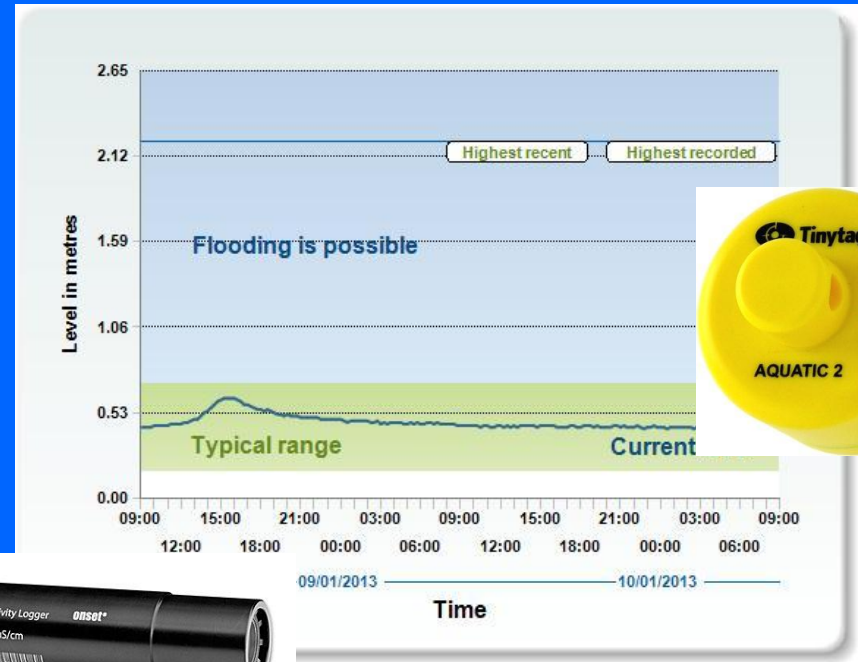 2.65
2.12
1.59
1.06
0.53
0.00
Level in metres
Highest recent
Highest recorded
Flooding is possible
Typical range
Current
AQUATIC 2
09:00 15:00 21:00 03:00 09:00 15:00 21:00 03:00 09:00
12:00 18:00 00:00 06:00 12:00 18:00 00:00 06:00
09/01/2013 10/01/2013
Time
Logger onset